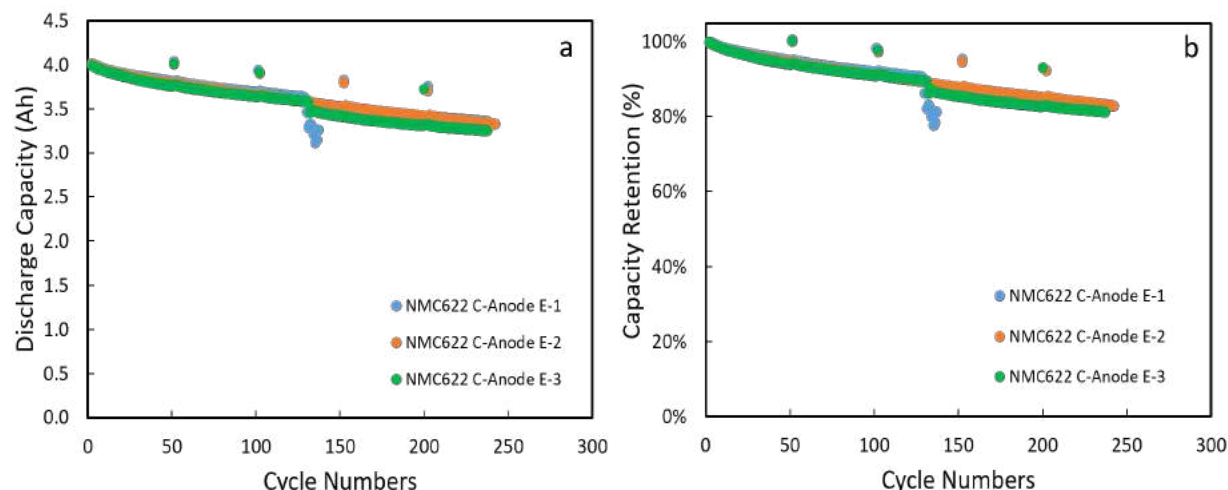 a
4.5
4.0
3.5
3.0
2.5
2.0
1.5
1.0
0.5
0.0
Discharge Capacity (Ah)
NMC622 C-Anode E-1
NMC622 C-Anode E-2
NMC622 C-Anode E-3
0 50 100 150 200 250 300
Cycle Numbers
b
100%
80%
60%
40%
20%
0%
Capacity Retention (%)
NMC622 C-Anode E-1
NMC622 C-Anode E-2
NMC622 C-Anode E-3
0 50 100 150 200 250 300
Cycle Numbers